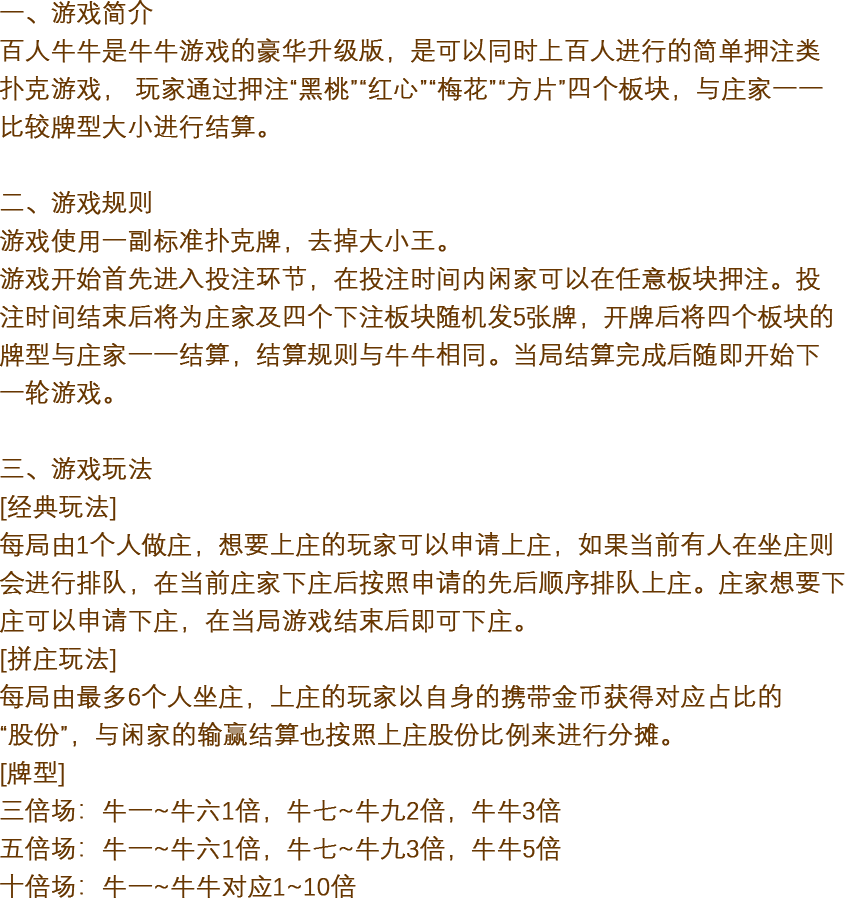 一、游戏简介
百人牛牛是牛牛游戏的豪华升级版，是可以同时上百人进行的简单押注类
扑克游戏， 玩家通过押注“黑桃”“红心”“梅花”“方片”四个板块，与庄家一一
比较牌型大小进行结算。
二、游戏规则
游戏使用一副标准扑克牌，去掉大小王。
游戏开始首先进入投注环节，在投注时间内闲家可以在任意板块押注。投
注时间结束后将为庄家及四个下注板块随机发5张牌，开牌后将四个板块的
牌型与庄家一一结算，结算规则与牛牛相同。当局结算完成后随即开始下
一轮游戏。
三、游戏玩法
[经典玩法]
每局由1个人做庄，想要上庄的玩家可以申请上庄，如果当前有人在坐庄则
会进行排队，在当前庄家下庄后按照申请的先后顺序排队上庄。庄家想要下
庄可以申请下庄，在当局游戏结束后即可下庄。
[拼庄玩法]
每局由最多6个人坐庄，上庄的玩家以自身的携带金币获得对应占比的
“股份”，与闲家的输赢结算也按照上庄股份比例来进行分摊。
[牌型]
三倍场：牛一~牛六1倍，牛七~牛九2倍，牛牛3倍
五倍场：牛一~牛六1倍，牛七~牛九3倍，牛牛5倍
十倍场：牛一~牛牛对应1~10倍